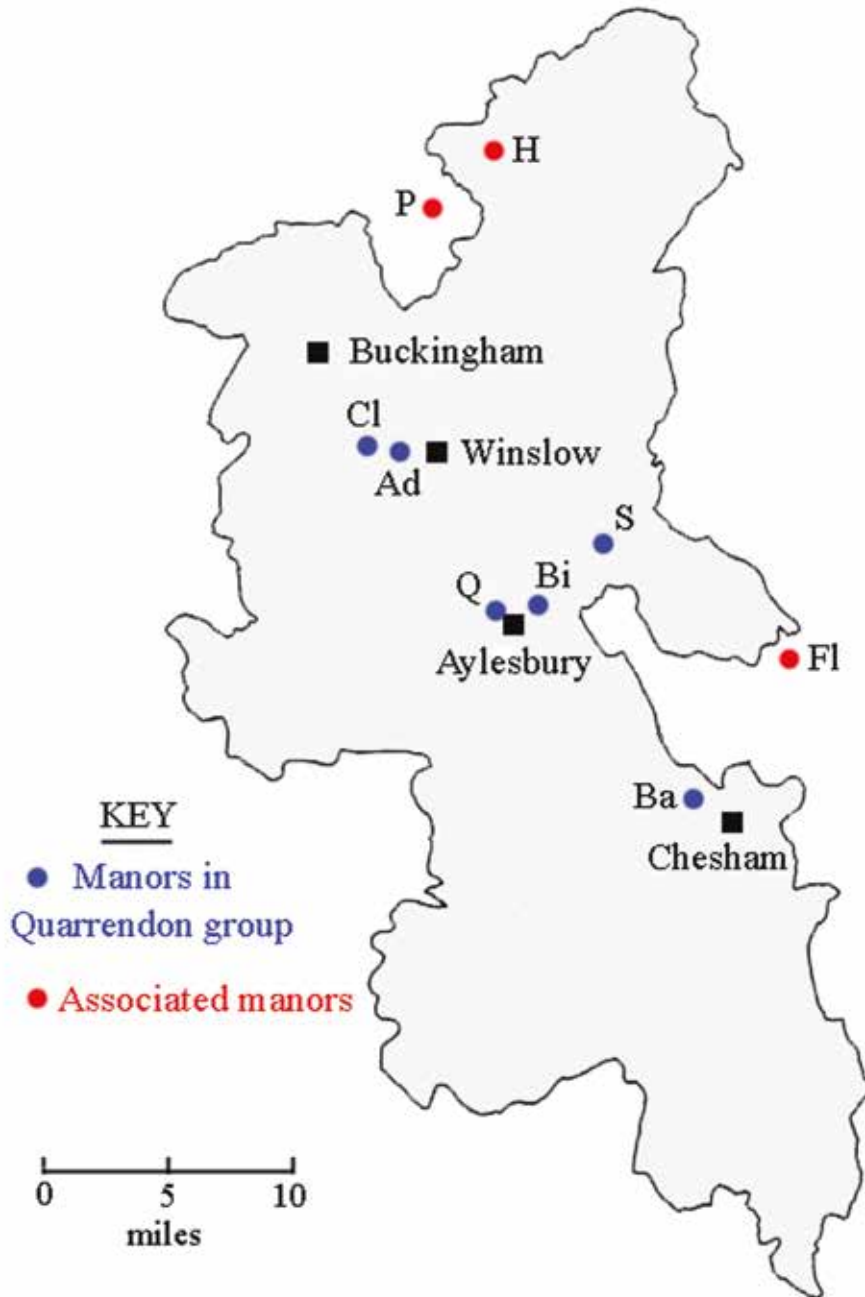 H
P
Buckingham
Cl
Ad
Winslow
S
Q
Bi
Aylesbury
Fl
Ba
Chesham
KEY
Manors in
Quarrendon group
Associated manors
0 5 10
miles